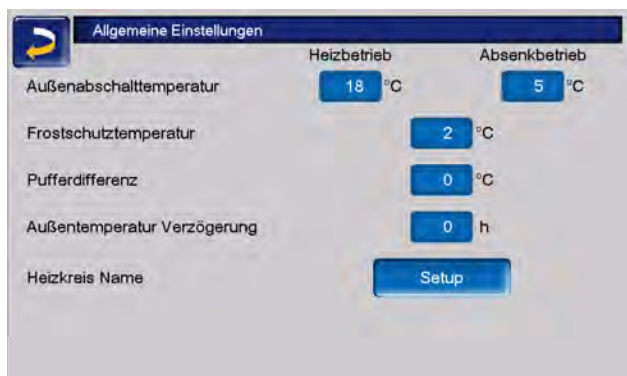 Allgemeine Einstellungen
Heizbetrieb Absenkbetrieb
Außenabschalttemperatur 18 °C 5 °C
Frostschutztemperatur 2 °C
Pufferdifferenz 0 °C
Außentemperatur Verzögerung 0 h
Heizkreis Name Setup